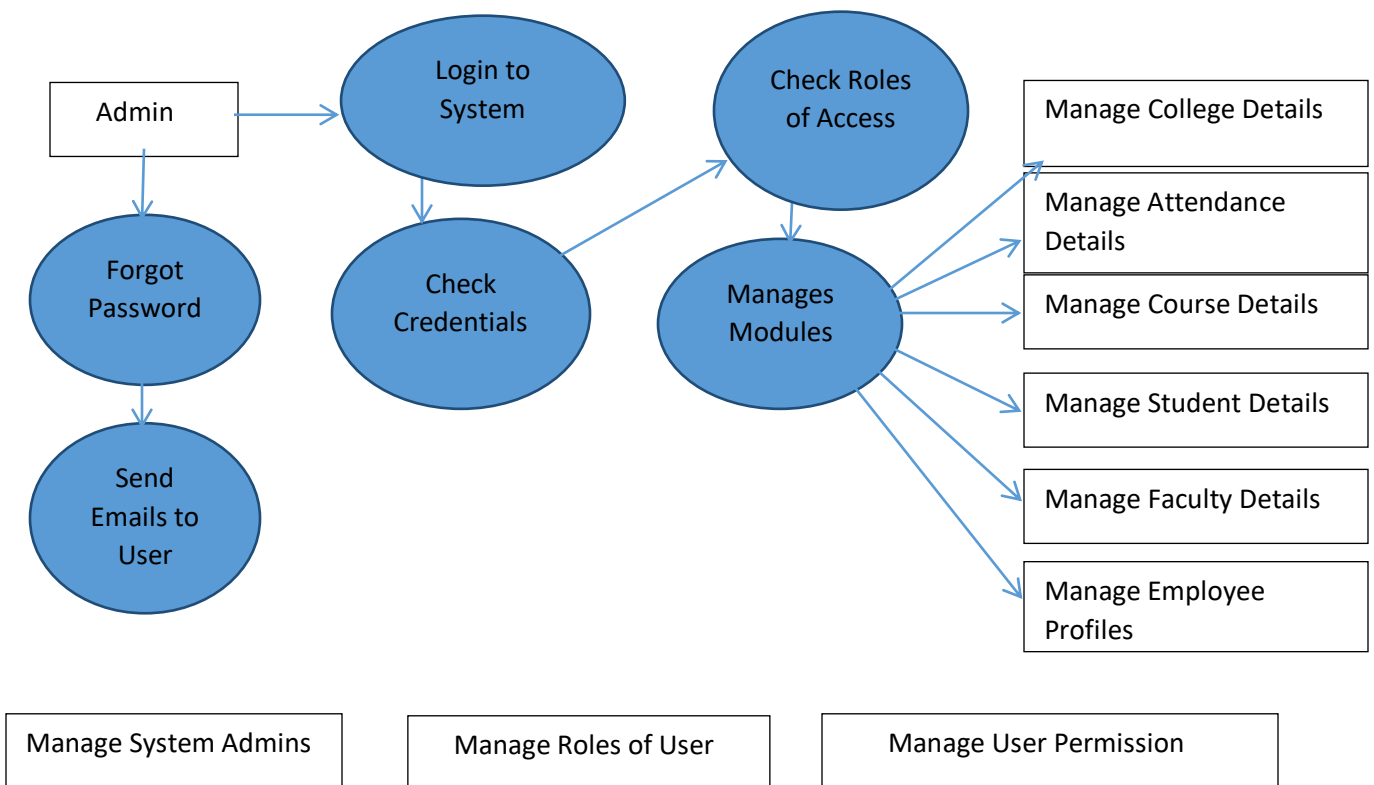 Admin
Login to
System
Check Roles
of Access
Manage College Details
Manage Attendance
Details
Forgot
Password
Check
Credentials
Manages
Modules
Manage Course Details
Manage Student Details
Send
Emails to
User
Manage Faculty Details
Manage Employee
Profiles
Manage System Admins
Manage Roles of User
Manage User Permission